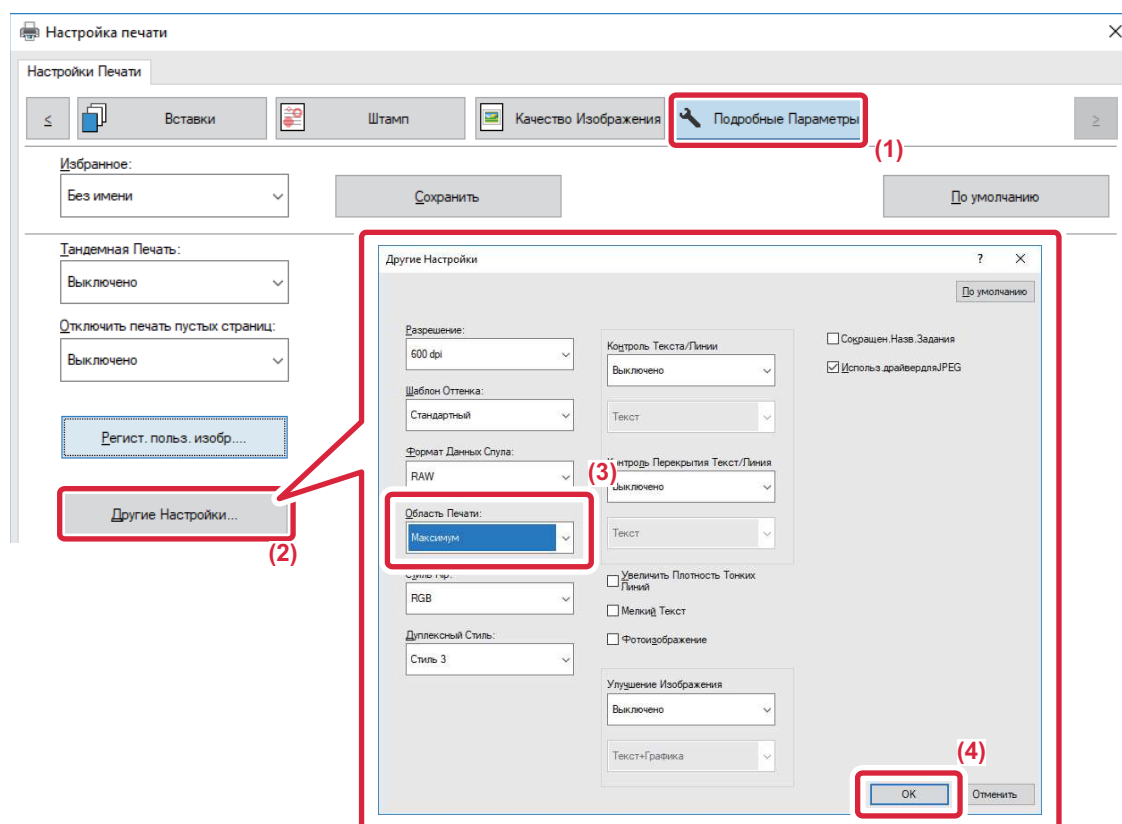 Настройка печати
Настройки Печати
<
Вставки
Штамп
Качество Изображения
Подробные Параметры
>
(1)
Избранное:
Без имени
Сохранить
По умолчанию
Тандемная Печать:
Выключено
Отключить печать пустых страниц:
Выключено
Регист. польз. изобр....
Другие Настройки...
(2)
Другие Настройки
?
По умолчанию
Разрешение:
600 dpi
Шаблон Оттенка:
Стандартный
Формат Данных Спула:
RAW
(3)
Область Печати:
Максимум
RGB
Дуплексный Стиль:
Стиль 3
Контроль Текста/Линии
Выключено
Текст
Контроль Перекрытия Текст/Линия
Выключено
Текст
Увеличить Плотность Тонких
Линий
Мелкий Текст
Фотоизображение
Улучшение Изображения
Выключено
Текст+Графика
Сокращен.Назв.Задания
Использ.драйвердляJPEG
(4)
OK
Отменить